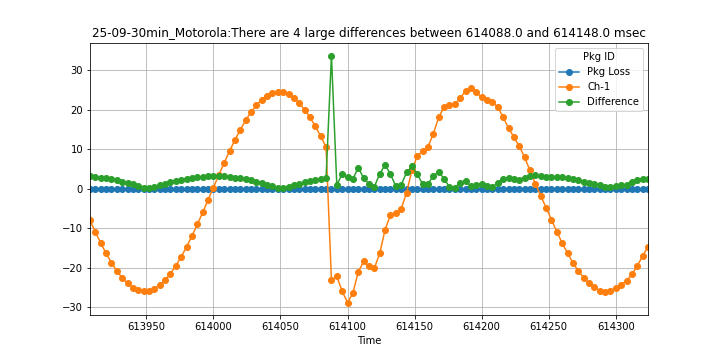 25-09-30min_Motorola:There are 4 large differences between 614088.0 and 614148.0 msec
Pkg ID
Pkg Loss
Ch-1
Difference
30
20
10
0
−10
−20
−30
613950 614000 614050 614100 614150 614200 614250 614300
Time